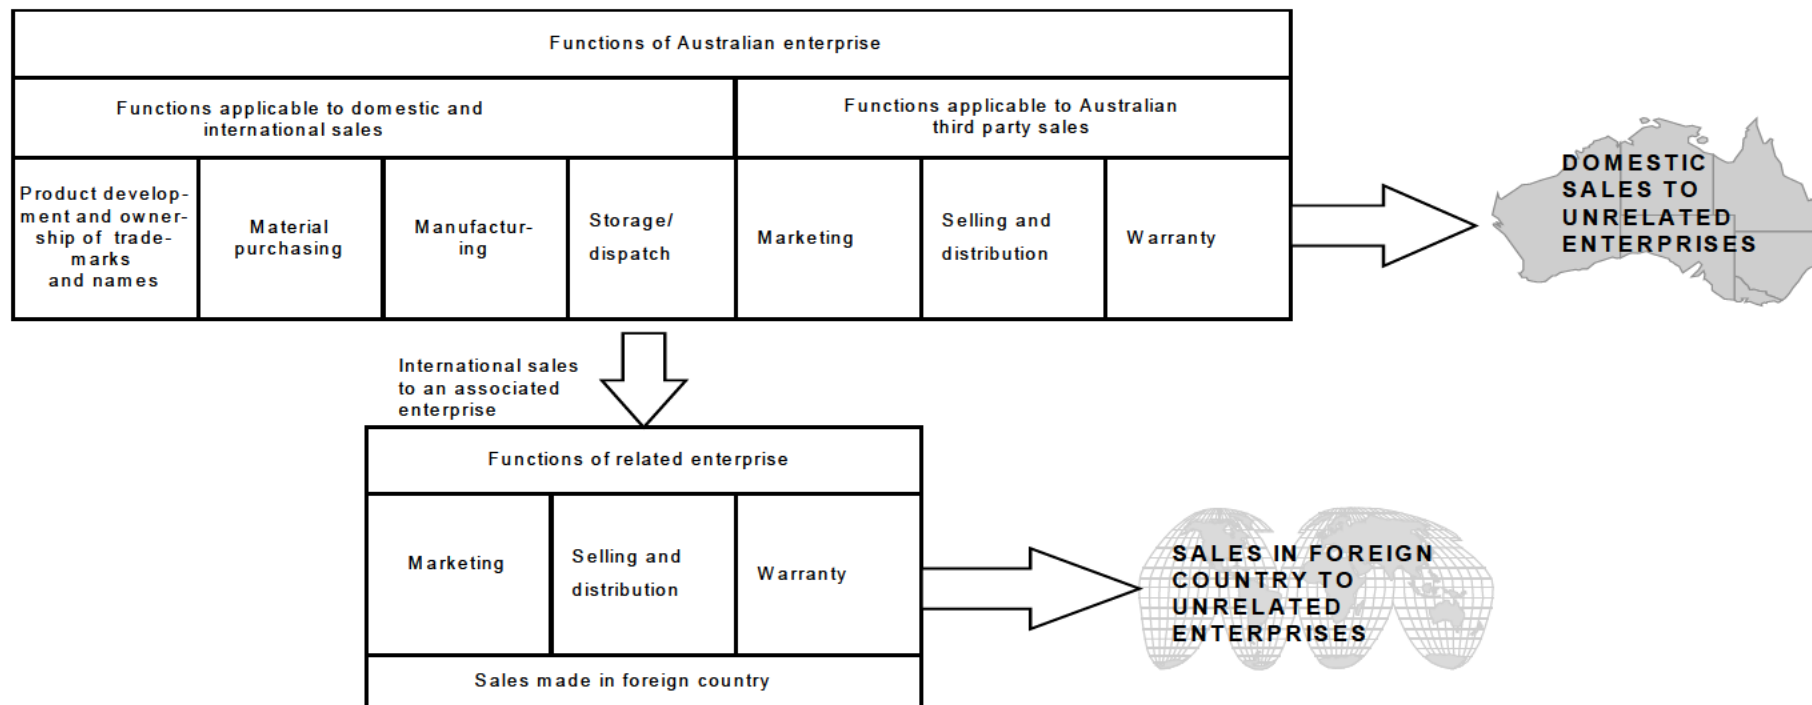 Functions of Australian enterprise
Functions applicable to domestic and
international sales
Functions applicable to Australian
third party sales
Product develop-
ment and owner-
ship of trade-
marks
and names
Material
purchasing
Manufactur-
ing
Storage/
dispatch
Marketing
Selling and
distribution
Warranty
DOMESTIC
SALES TO
UNRELATED
ENTERPRISES
International sales
to an associated
enterprise
Functions of related enterprise
Marketing
Selling and
distribution
Warranty
Sales made in foreign country
SALES IN FOREIGN
COUNTRY TO
UNRELATED
ENTERPRISES